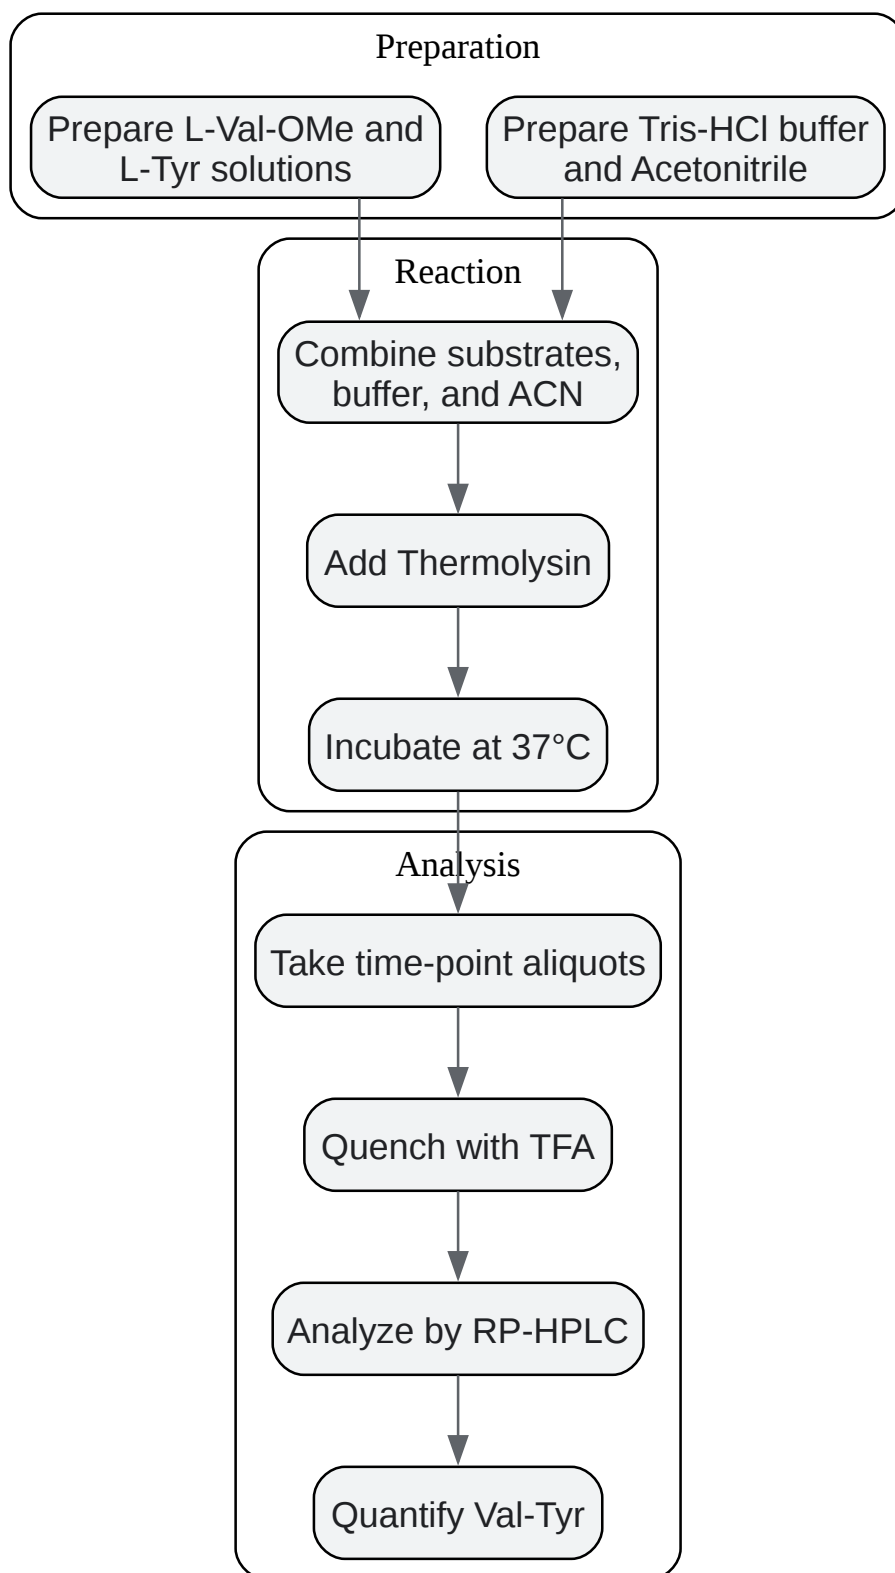 Preparation
Prepare L-Val-OMe and
L-Tyr solutions
Prepare Tris-HCl buffer
and Acetonitrile
Reaction
Combine substrates,
buffer, and ACN
Add Thermolysin
Incubate at 37°C
Analysis
Take time-point aliquots
Quench with TFA
Analyze by RP-HPLC
Quantify Val-Tyr